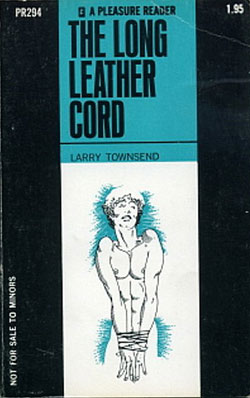 PR294
A PLEASURE READER
1.95
THE LONG
LEATHER
CORD
LARRY TOWNSEND
NOT FOR SALE TO MINORS